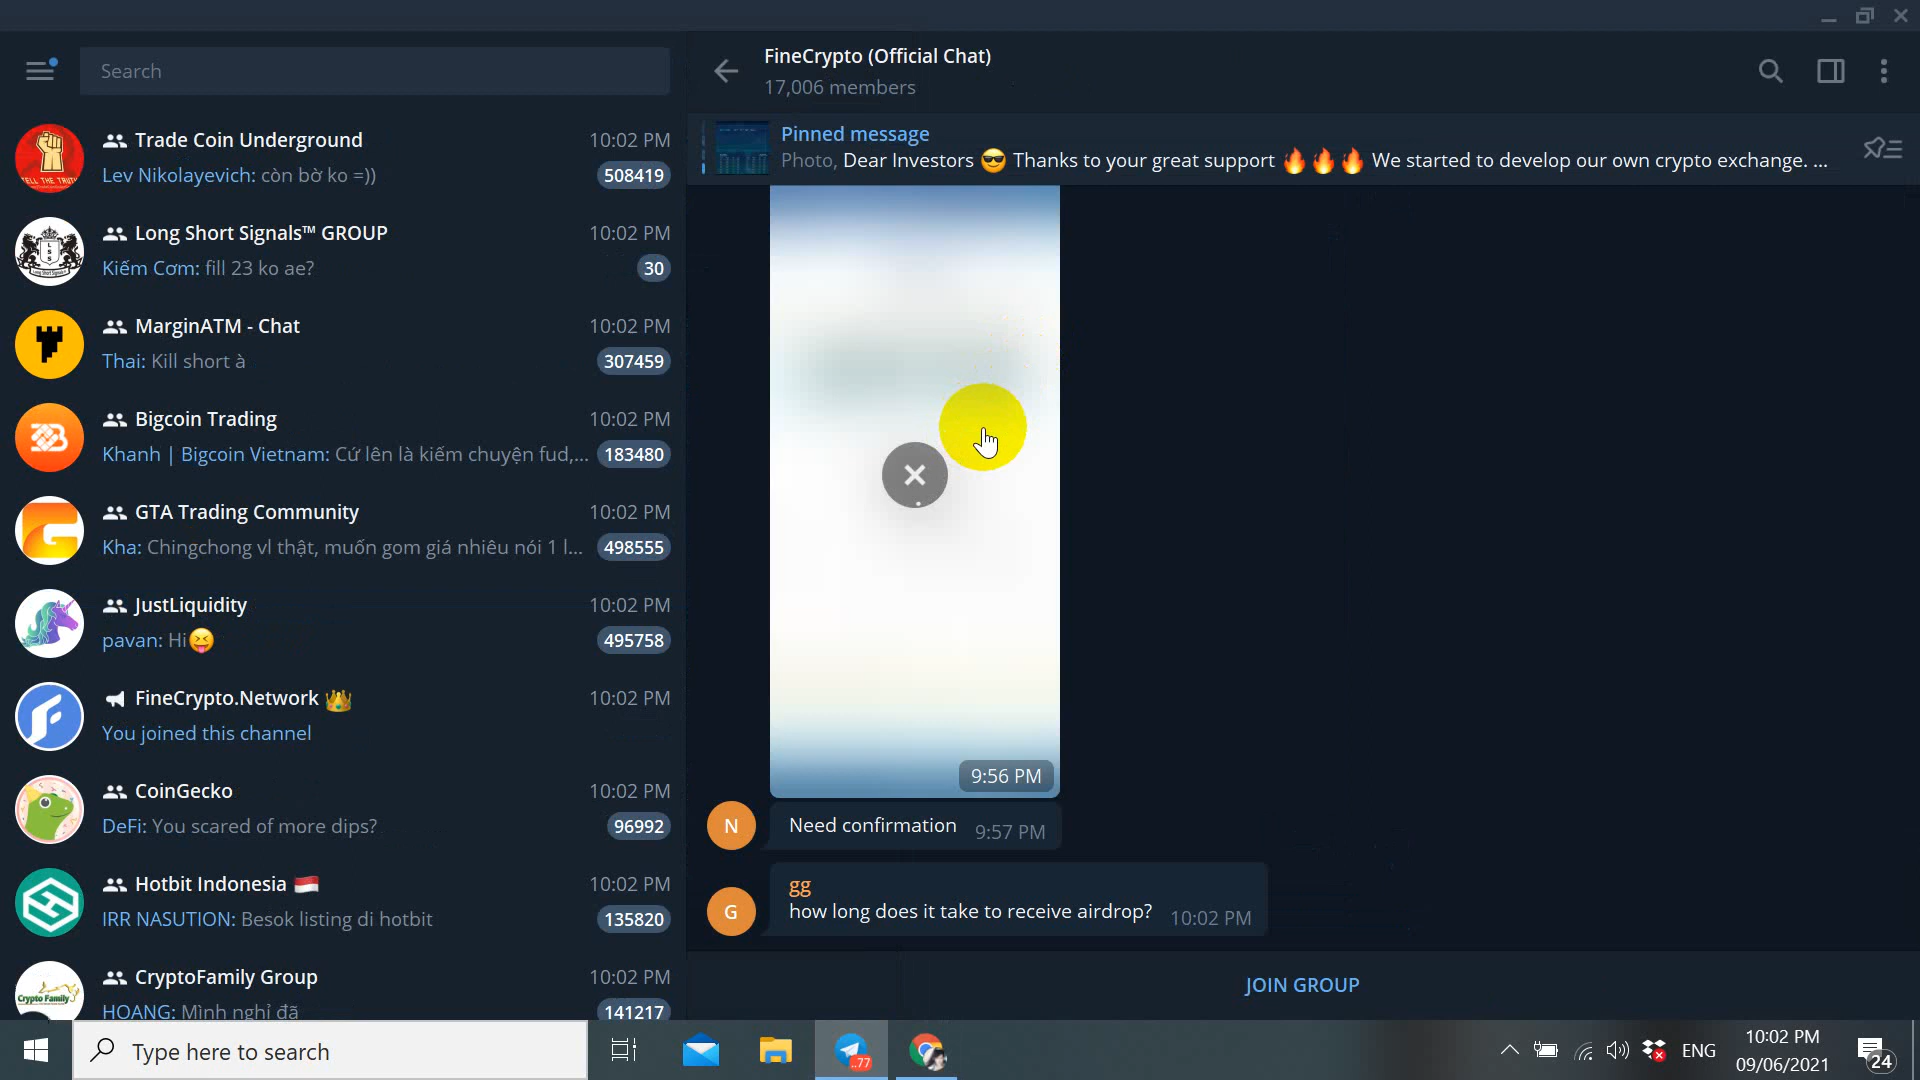 Search
Trade Coin Underground
10:02 PM
Lev Nikolayevich: còn bờ ko =))
508419
Long Short Signals™ GROUP
10:02 PM
Kiếm Cơm: fill 23 ko ae?
30
MarginATM - Chat
10:02 PM
Thai: Kill short à
307459
Bigcoin Trading
10:02 PM
Khanh | Bigcoin Vietnam: Cứ lên là kiếm chuyện fud,...
183480
GTA Trading Community
10:02 PM
Kha: Chingchong vl thật, muốn gom giá nhiêu nói 1 l...
498555
JustLiquidity
10:02 PM
pavan: Hi😝
495758
FineCrypto.Network 👑
10:02 PM
You joined this channel
CoinGecko
10:02 PM
DeFi: You scared of more dips?
96992
Hotbit Indonesia 🇮🇩
10:02 PM
IRR NASUTION: Besok listing di hotbit
135820
Crypto Family
CryptoFamily Group
10:02 PM
HOANG: Mình nghỉ đã
141217
FineCrypto (Official Chat)
17,006 members
Pinned message
Photo, Dear Investors 😎 Thanks to your great support 🔥🔥🔥 We started to develop our own crypto exchange. ...
9:56 PM
N
Need confirmation 9:57 PM
gg
G
how long does it take to receive airdrop? 10:02 PM
JOIN GROUP
Type here to search
..77
ENG
10:02 PM
09/06/2021
24